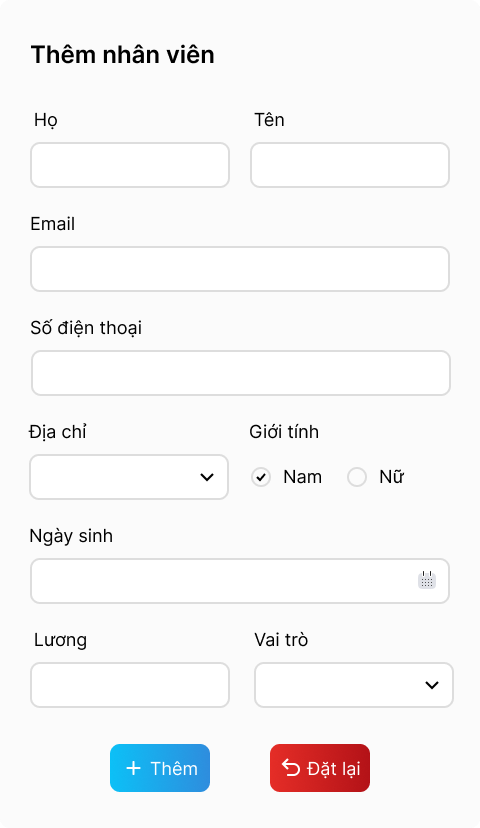 Thêm nhân viên
Họ Tên
Email
Số điện thoại
Địa chỉ Giới tính
Nam Nữ
Ngày sinh
Lương Vai trò
Thêm Đặt lại